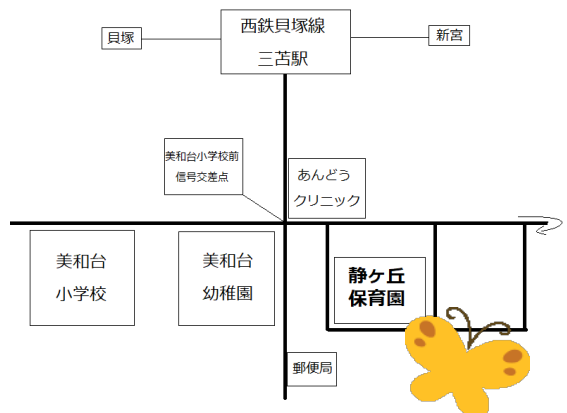 西鉄貝塚線
三苫駅
貝塚
新宮
美和台小学校前
信号交差点
あんどう
クリニック
美和台
小学校
美和台
幼稚園
静ヶ丘
保育園
郵便局